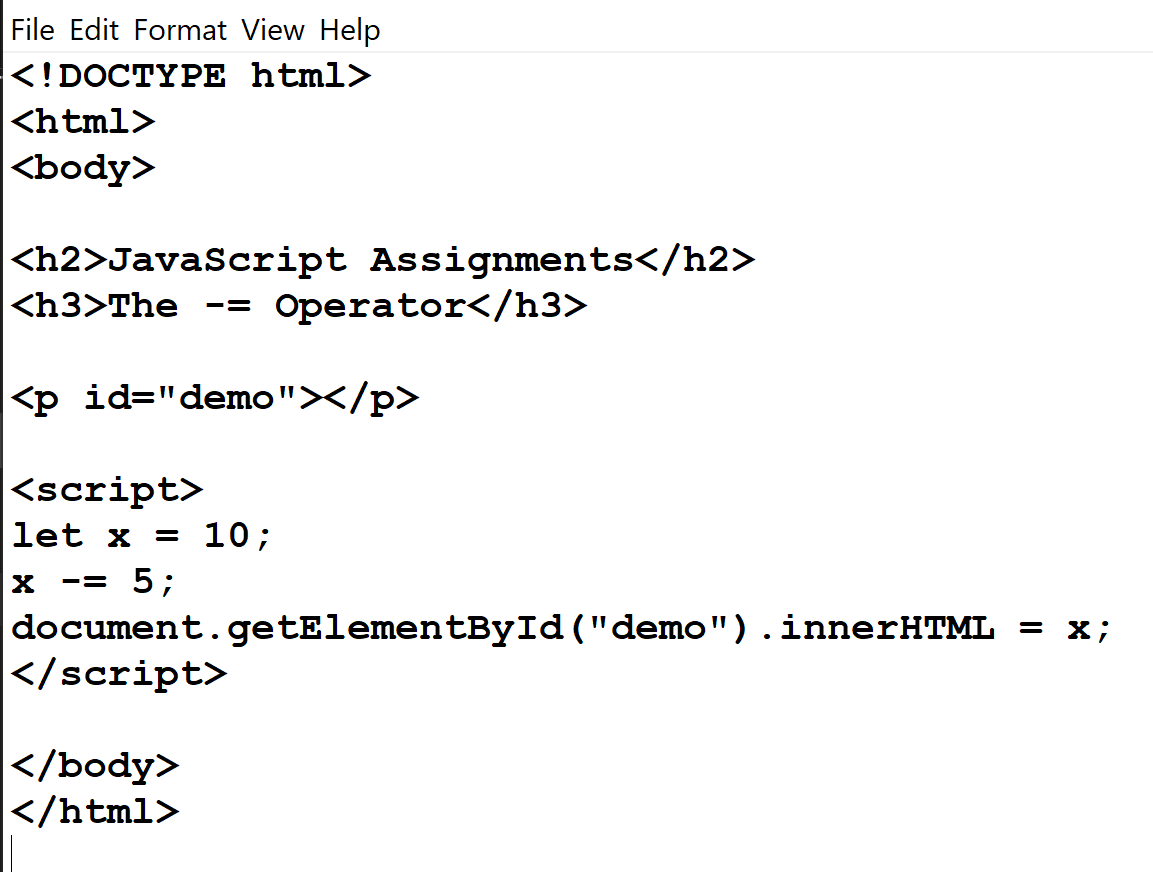 File Edit Format View Help
<!DOCTYPE html>
<html>
<body>
<h2>JavaScript Assignments</h2>
<h3>The -= Operator</h3>
<p id="demo"></p>
<script>
let x = 10;
x -= 5;
document.getElementById("demo").innerHTML = x;
</script>
</body>
</html>